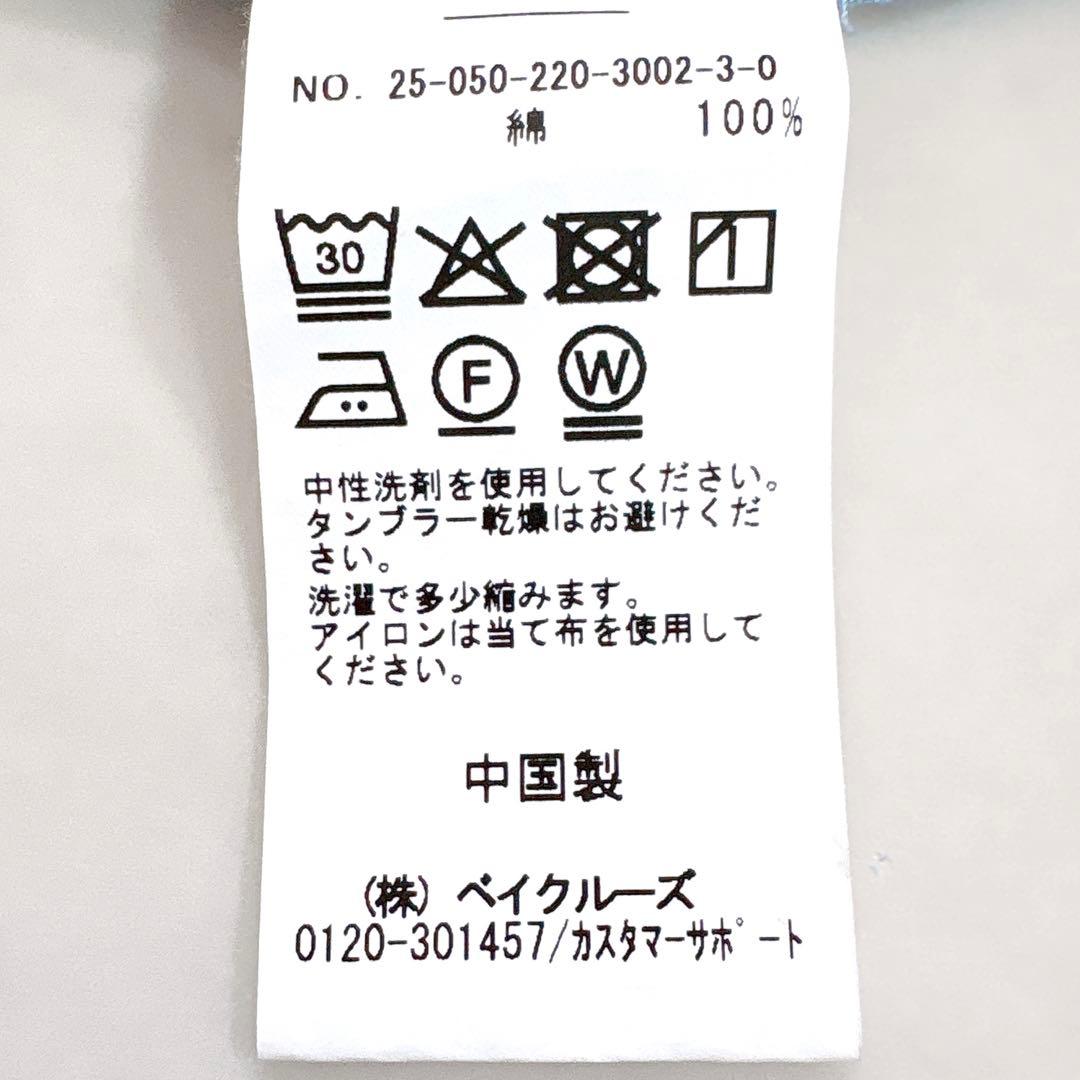 NO. 25-050-220-3002-3-0
綿 100%
30
F W
中性洗剤を使用してください。
タンブラー乾燥はお避けくだ
さい。
洗濯で多少縮みます。
アイロンは当て布を使用して
ください。
中国製
(株) ベイクルーズ
0120-301457/カスタマーサポート